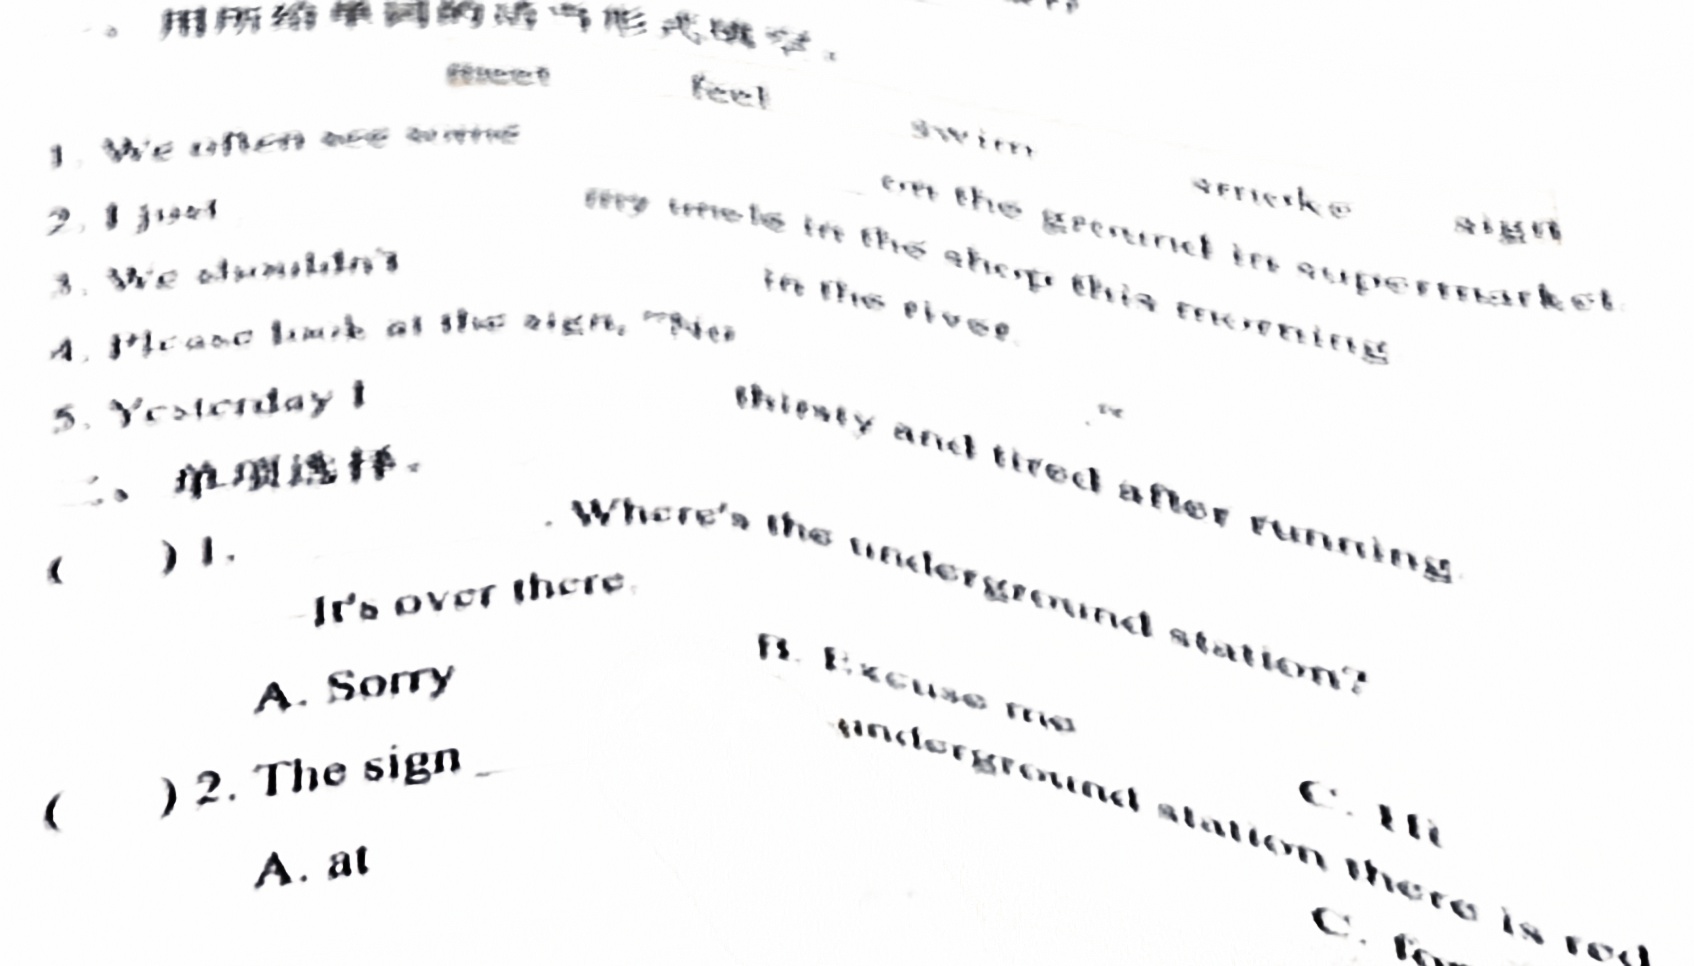 一、用所给单词的适当形式填空。
meet feel swim smoke sign
1. We often see some on the ground in supermarket.
2. I just my uncle in the shop this morning
3. We shouldn't in the river.
4. Please look at the sign, "No ."
5. Yesterday I thirsty and tired after running.
二、单项选择。
( ) 1. . Where's the underground station?
It's over there.
A. Sorry B. Excuse me C. Hi
( ) 2. The sign _ underground station there is red
A. at C. for